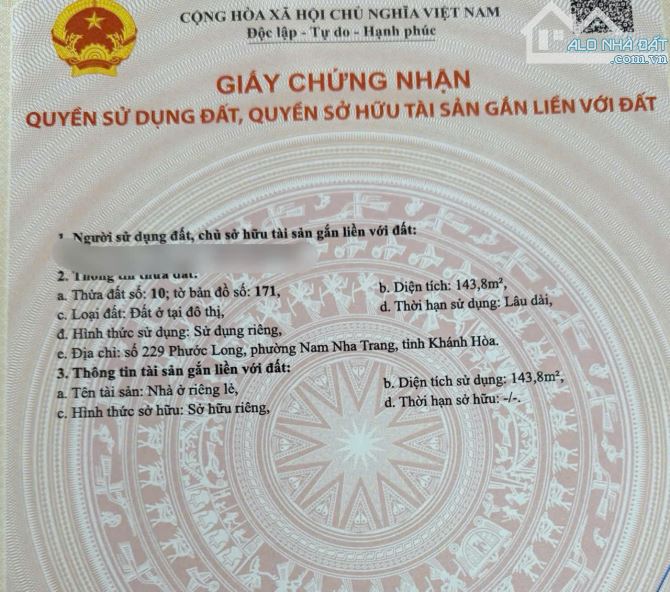 CỘNG HÒA XÃ HỘI CHỦ NGHĨA VIỆT NAM
Độc lập - Tự do - Hạnh phúc
ALO NHÀ ĐẤT
.com.vn
GIẤY CHỨNG NHẬN
QUYỀN SỬ DỤNG ĐẤT, QUYỀN SỞ HỮU TÀI SẢN GẮN LIỀN VỚI ĐẤT
Người sử dụng đất, chủ sở hữu tài sản gắn liền với đất:
2. Thông tin thửa đất:
a. Thửa đất số: 10; tờ bản đồ số: 171, b. Diện tích: 143,8m²,
c. Loại đất: Đất ở tại đô thị, d. Thời hạn sử dụng: Lâu dài,
đ. Hình thức sử dụng: Sử dụng riêng,
e. Địa chỉ: số 229 Phước Long, phường Nam Nha Trang, tỉnh Khánh Hòa.
3. Thông tin tài sản gắn liền với đất:
a. Tên tài sản: Nhà ở riêng lẻ, b. Diện tích sử dụng: 143,8m²,
c. Hình thức sở hữu: Sở hữu riêng, d. Thời hạn sở hữu: -/-.